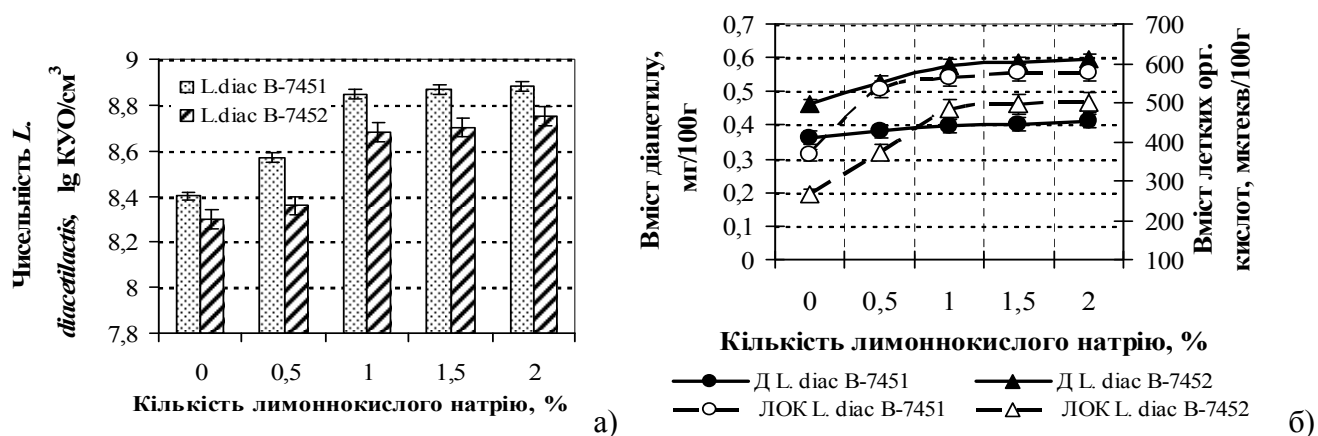 Чисельність L.
diacetilactis, lg КУО/см³
9
8,8
8,6
8,4
8,2
8
7,8
L.diac B-7451
L.diac B-7452
0 0,5 1 1,5 2
Кількість лимоннокислого натрію, %
а)
Вміст діацетилу,
мг/100г
0,7
0,6
0,5
0,4
0,3
0,2
0,1
0
700
600
500
400
300
200
100
Вміст летких орг.
кислот, мкгекв/100г
0 0,5 1 1,5 2
Кількість лимоннокислого натрію, %
Д L. diac B-7451
Д L. diac B-7452
ЛОК L. diac B-7451
ЛОК L. diac B-7452
б)